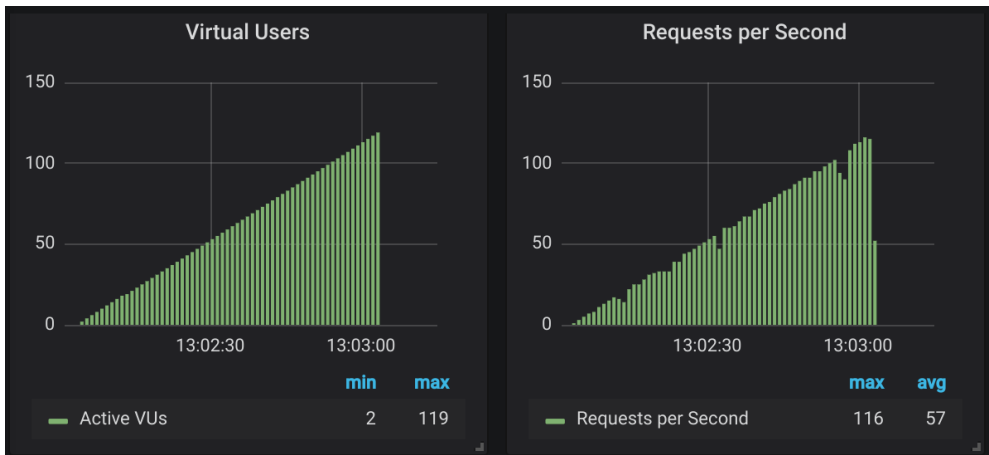 Virtual Users
150
100
50
0
13:02:30 13:03:00
min max
Active VUs 2 119
Requests per Second
150
100
50
0
13:02:30 13:03:00
max avg
Requests per Second 116 57